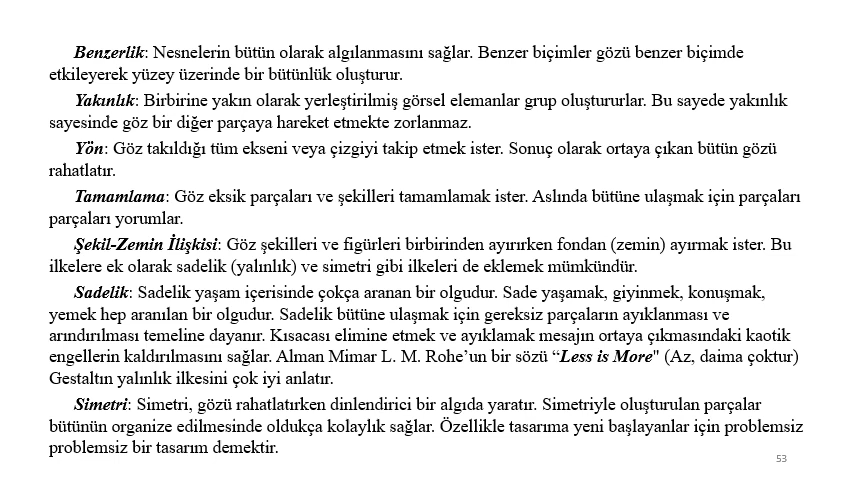 Benzerlik: Nesnelerin bütün olarak algılanmasını sağlar. Benzer biçimler gözü benzer biçimde
etkileyerek yüzey üzerinde bir bütünlük oluşturur.
Yakınlık: Birbirine yakın olarak yerleştirilmiş görsel elemanlar grup oluştururlar. Bu sayede yakınlık
sayesinde göz bir diğer parçaya hareket etmekte zorlanmaz.
Yön: Göz takıldığı tüm ekseni veya çizgiyi takip etmek ister. Sonuç olarak ortaya çıkan bütün gözü
rahatlatır.
Tamamlama: Göz eksik parçaları ve şekilleri tamamlamak ister. Aslında bütüne ulaşmak için parçaları
parçaları yorumlar.
Şekil-Zemin İlişkisi: Göz şekilleri ve figürleri birbirinden ayırırken fondan (zemin) ayırmak ister. Bu
ilkelere ek olarak sadelik (yalınlık) ve simetri gibi ilkeleri de eklemek mümkündür.
Sadelik: Sadelik yaşam içerisinde çokça aranan bir olgudur. Sade yaşamak, giyinmek, konuşmak,
yemek hep aranılan bir olgudur. Sadelik bütüne ulaşmak için gereksiz parçaların ayıklanması ve
arındırılması temeline dayanır. Kısacası elimine etmek ve ayıklamak mesajın ortaya çıkmasındaki kaotik
engellerin kaldırılmasını sağlar. Alman Mimar L. M. Rohe’un bir sözü “Less is More" (Az, daima çoktur)
Gestaltın yalınlık ilkesini çok iyi anlatır.
Simetri: Simetri, gözü rahatlatırken dinlendirici bir algıda yaratır. Simetriyle oluşturulan parçalar
bütünün organize edilmesinde oldukça kolaylık sağlar. Özellikle tasarıma yeni başlayanlar için problemsiz
problemsiz bir tasarım demektir.
53